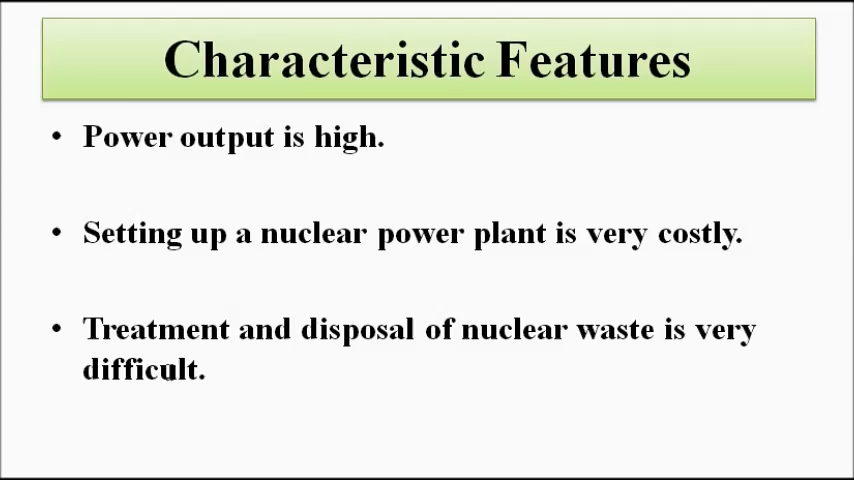 Characteristic Features
• Power output is high.
• Setting up a nuclear power plant is very costly.
• Treatment and disposal of nuclear waste is very
difficult.